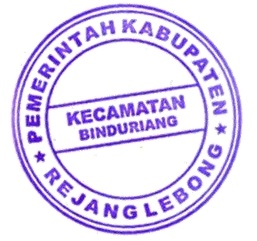 PEMERINTAH KABUPATEN
KECAMATAN
BINDURIANG
REJANG LEBONG